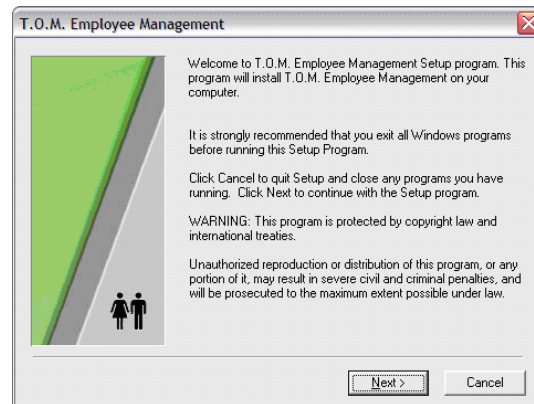 T.O.M. Employee Management
Welcome to T.O.M. Employee Management Setup program. This
program will install T.O.M. Employee Management on your
computer.
It is strongly recommended that you exit all Windows programs
before running this Setup Program.
Click Cancel to quit Setup and close any programs you have
running. Click Next to continue with the Setup program.
WARNING: This program is protected by copyright law and
international treaties.
Unauthorized reproduction or distribution of this program, or any
portion of it, may result in severe civil and criminal penalties, and
will be prosecuted to the maximum extent possible under law.
Next >
Cancel